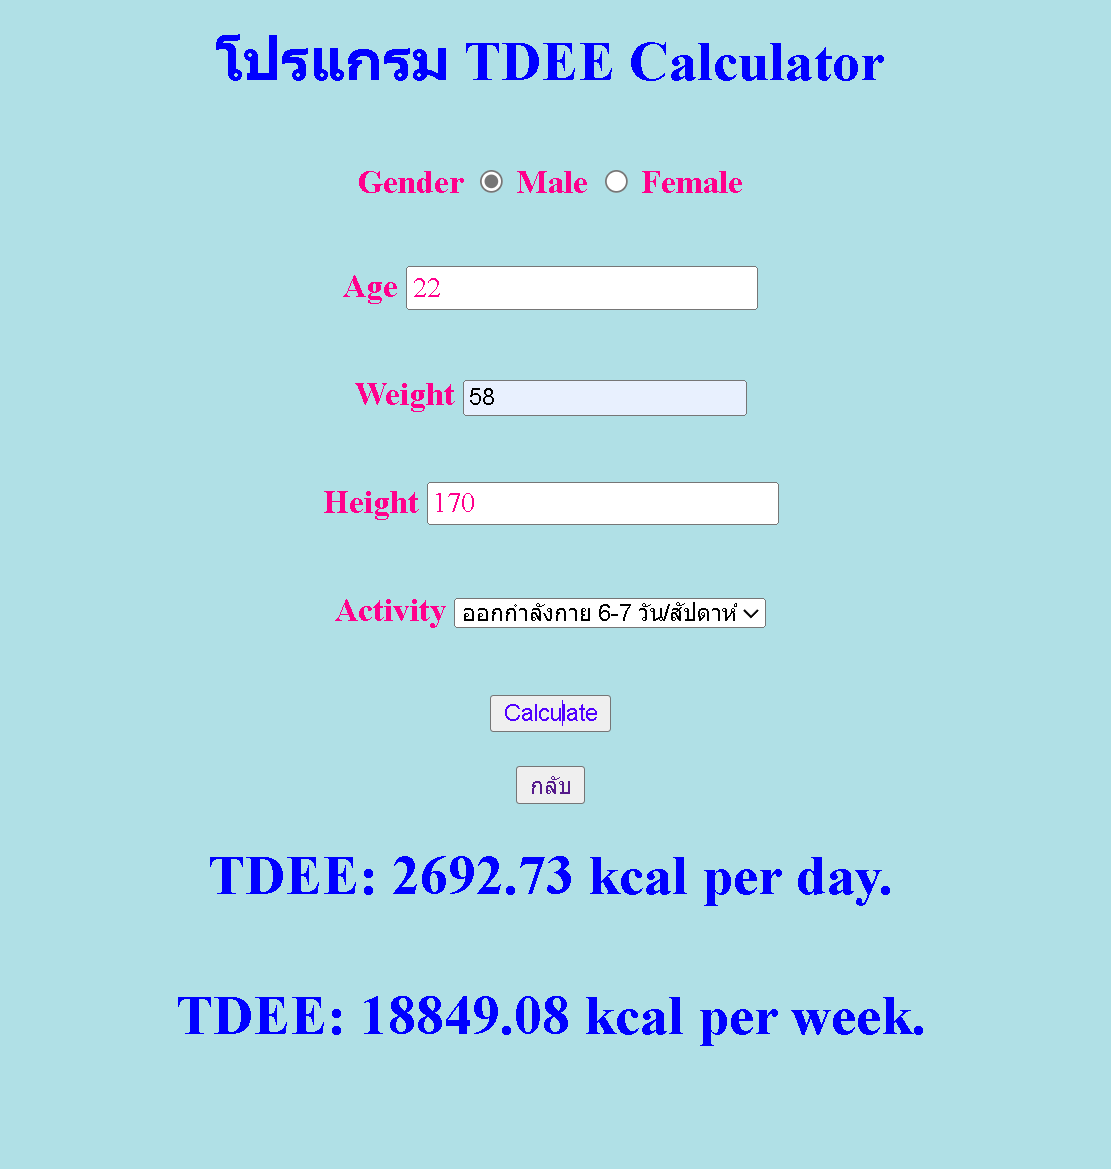 โปรแกรม TDEE Calculator
Gender Male Female
Age 22
Weight 58
Height 170
Activity ออกกำลังกาย 6-7 วัน/สัปดาห์
Calculate
กลับ
TDEE: 2692.73 kcal per day.
TDEE: 18849.08 kcal per week.